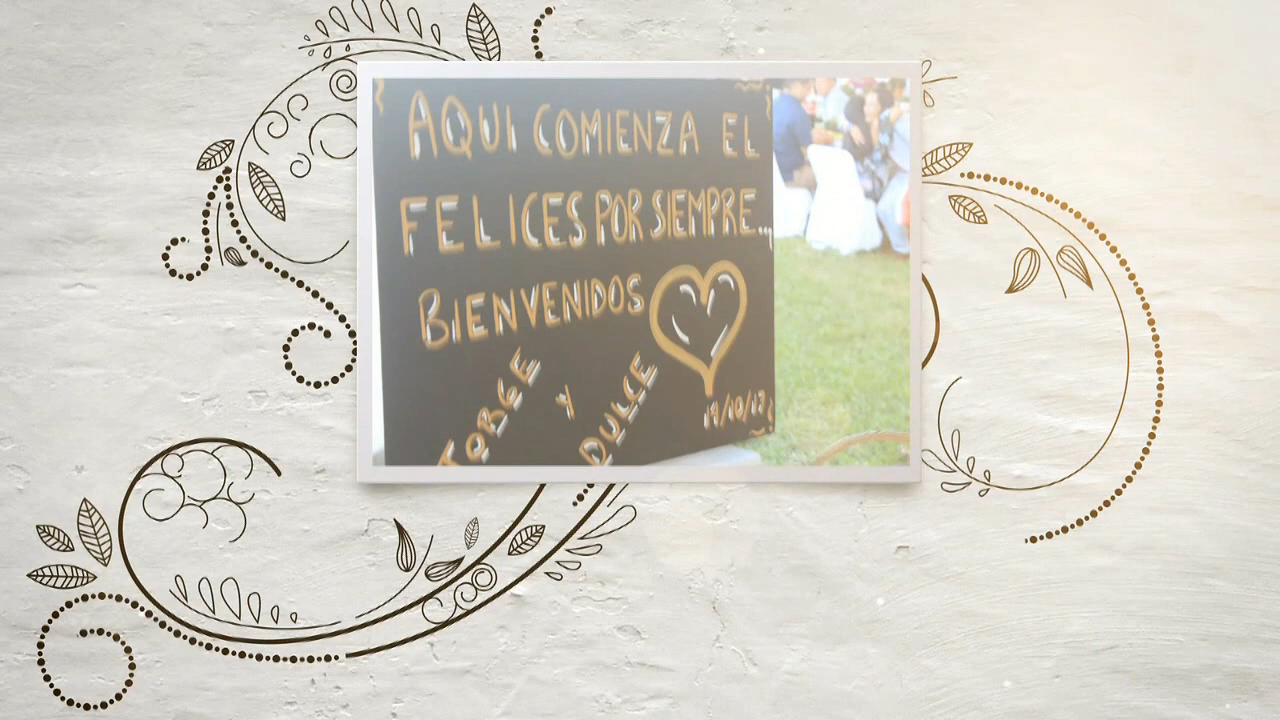 AQUI COMIENZA EL
FELICES POR SIEMPRE...
BIENVENIDOS
JORGE
y
DULCE